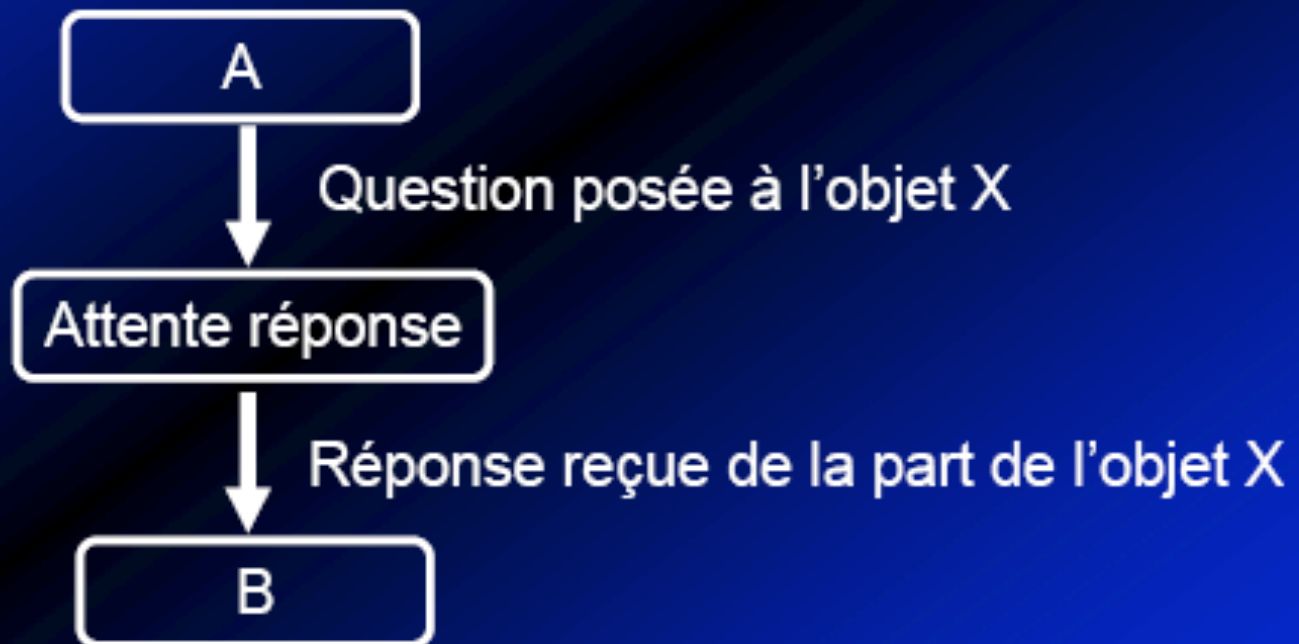 A
Question posée à l’objet X
Attente réponse
Réponse reçue de la part de l’objet X
B